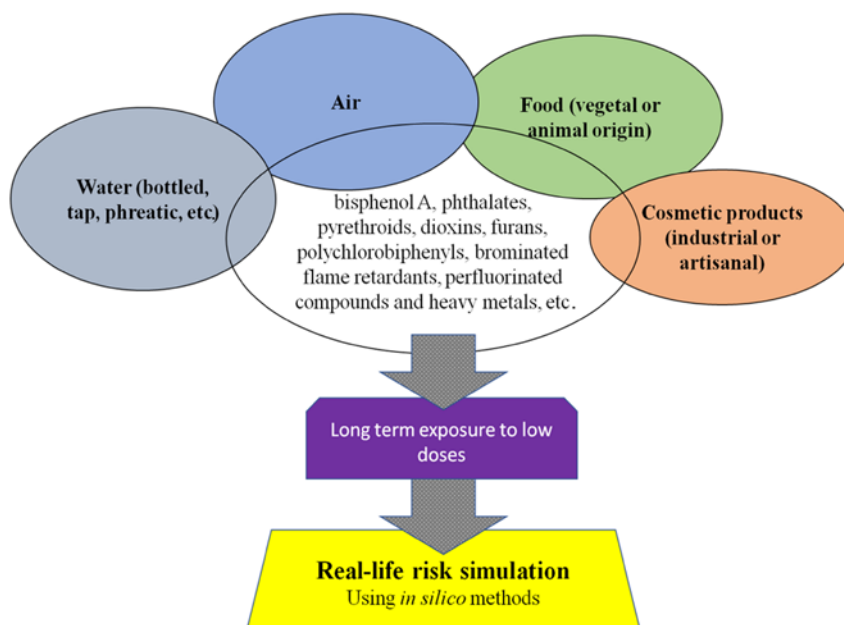 Air
Food (vegetal or
animal origin)
Water (bottled,
tap, phreatic, etc)
Cosmetic products
(industrial or
artisanal)
bisphenol A, phthalates,
pyrethroids, dioxins, furans,
polychlorobiphenyls, brominated
flame retardants, perfluorinated
compounds and heavy metals, etc.
Long term exposure to low
doses
Real-life risk simulation
Using in silico methods